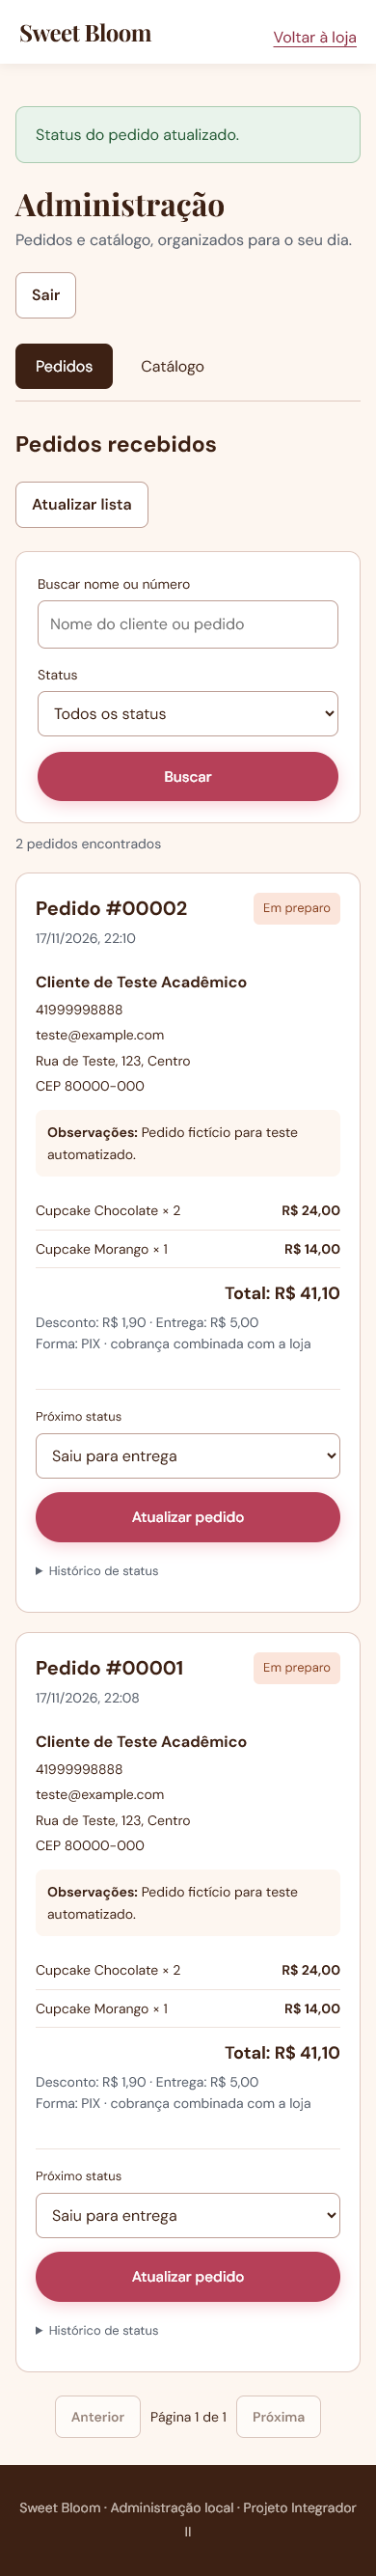 Sweet Bloom
Voltar à loja
Status do pedido atualizado.
Administração
Pedidos e catálogo, organizados para o seu dia.
Sair
Pedidos
Catálogo
Pedidos recebidos
Atualizar lista
Buscar nome ou número
Nome do cliente ou pedido
Status
Todos os status
Buscar
2 pedidos encontrados
Pedido #00002
Em preparo
17/11/2026, 22:10
Cliente de Teste Acadêmico
41999998888
teste@example.com
Rua de Teste, 123, Centro
CEP 80000-000
Observações: Pedido fictício para teste
automatizado.
Cupcake Chocolate × 2 R$ 24,00
Cupcake Morango × 1 R$ 14,00
Total: R$ 41,10
Desconto: R$ 1,90 · Entrega: R$ 5,00
Forma: PIX · cobrança combinada com a loja
Próximo status
Saiu para entrega
Atualizar pedido
Histórico de status
Pedido #00001
Em preparo
17/11/2026, 22:08
Cliente de Teste Acadêmico
41999998888
teste@example.com
Rua de Teste, 123, Centro
CEP 80000-000
Observações: Pedido fictício para teste
automatizado.
Cupcake Chocolate × 2 R$ 24,00
Cupcake Morango × 1 R$ 14,00
Total: R$ 41,10
Desconto: R$ 1,90 · Entrega: R$ 5,00
Forma: PIX · cobrança combinada com a loja
Próximo status
Saiu para entrega
Atualizar pedido
Histórico de status
Anterior
Página 1 de 1
Próxima
Sweet Bloom · Administração local · Projeto Integrador
II